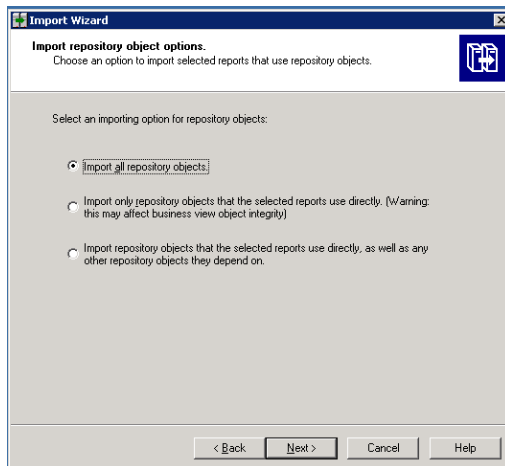 Import Wizard
Import repository object options.
Choose an option to import selected reports that use repository objects.
Select an importing option for repository objects:
Import all repository objects.
Import only repository objects that the selected reports use directly. (Warning:
this may affect business view object integrity)
Import repository objects that the selected reports use directly, as well as any
other repository objects they depend on.
< Back
Next >
Cancel
Help